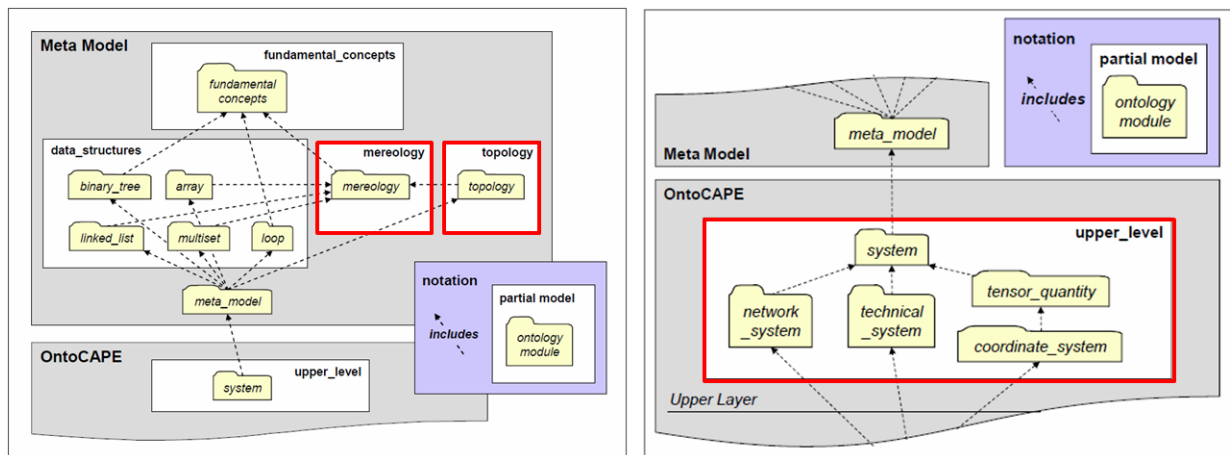 Meta Model
fundamental_concepts
fundamental
concepts
data_structures
mereology
topology
binary_tree
array
mereology
topology
linked_list
multiset
loop
meta_model
notation
includes
partial model
ontology
module
OntoCAPE
upper_level
system
notation
includes
partial model
ontology
module
meta_model
Meta Model
OntoCAPE
upper_level
system
network
_system
technical
_system
tensor_quantity
coordinate_system
Upper Layer